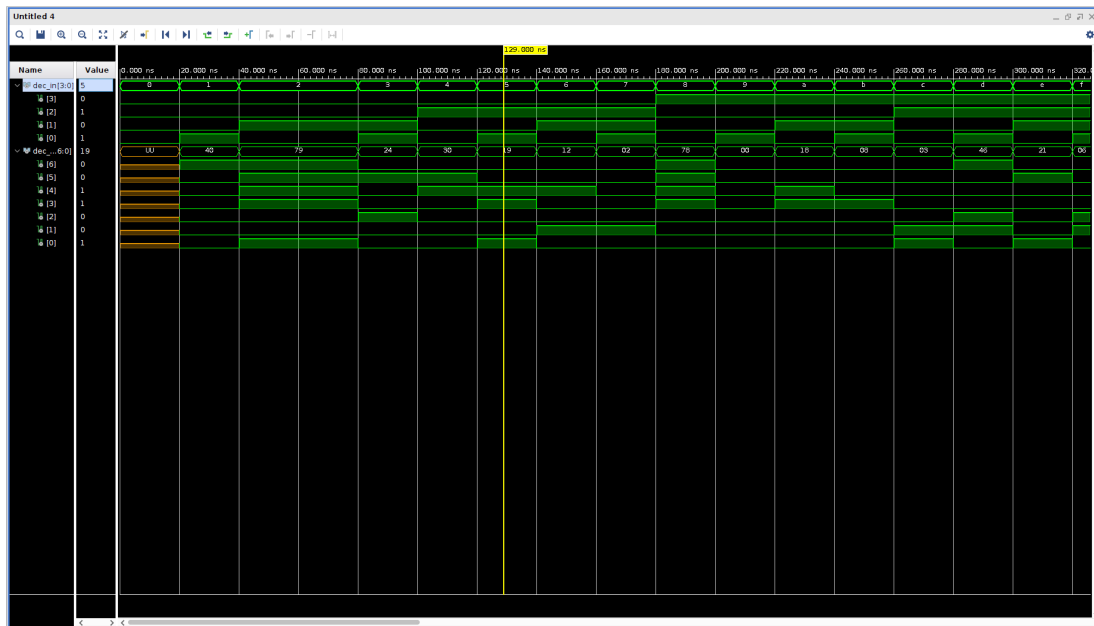 Untitled 4
129.000 ns
Name Value 0.000 ns 20.000 ns 40.000 ns 60.000 ns 80.000 ns 100.000 ns 120.000 ns 140.000 ns 160.000 ns 180.000 ns 200.000 ns 220.000 ns 240.000 ns 260.000 ns 280.000 ns 300.000 ns 320.
dec_in[3:0] 5 0 1 2 3 4 5 6 7 8 9 a b c d e f
[3] 0
[2] 1
[1] 0
[0] 1
dec_...6:0] 19 UU 40 79 24 30 19 12 02 78 00 18 08 03 46 21 06
[6] 0
[5] 0
[4] 1
[3] 1
[2] 0
[1] 0
[0] 1